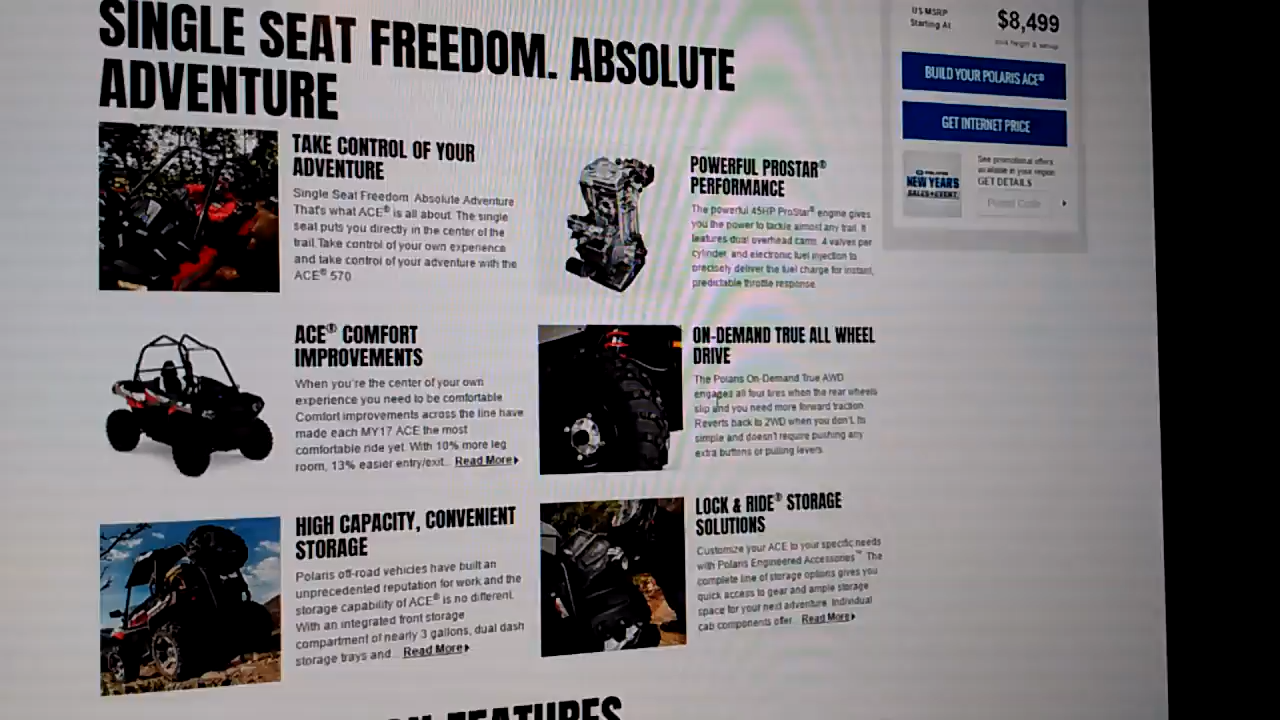 SINGLE SEAT FREEDOM. ABSOLUTE
ADVENTURE
TAKE CONTROL OF YOUR
ADVENTURE
Single Seat Freedom. Absolute Adventure.
That's what ACE® is all about. The single
seat puts you directly in the center of the
trail. Take control of your own experience
and take control of your adventure with the
ACE® 570
POWERFUL PROSTAR®
PERFORMANCE
The powerful 45HP ProStar® engine gives
you the power to tackle almost any trail. It
features dual overhead cams, 4 valves per
cylinder, and electronic fuel injection to
precisely deliver the fuel charge for instant,
predictable throttle response.
ACE® COMFORT
IMPROVEMENTS
When you're the center of your own
experience you need to be comfortable.
Comfort improvements across the line have
made each MY17 ACE the most
comfortable ride yet. With 10% more leg
room, 13% easier entry/exit... Read More
ON-DEMAND TRUE ALL WHEEL
DRIVE
The Polaris On-Demand True AWD
engages all four tires when the rear wheels
slip and you need more forward traction.
Reverts back to 2WD when you don't. Its
simple and doesn't require pushing any
extra buttons or pulling levers.
HIGH CAPACITY, CONVENIENT
STORAGE
Polaris off-road vehicles have built an
unprecedented reputation for work and the
storage capability of ACE® is no different.
With an integrated front storage
compartment of nearly 3 gallons, dual dash
storage trays and... Read More
LOCK & RIDE® STORAGE
SOLUTIONS
Customize your ACE to your specific needs
with Polaris Engineered Accessories™. The
complete line of storage options gives you
quick access to gear and ample storage
space for your next adventure. Individual
cab components offer... Read More
US MSRP
Starting At
$8,499
BUILD YOUR POLARIS ACE®
GET INTERNET PRICE
POLARIS
NEW YEARS
SALES EVENT
See promotional offers
available in your region.
GET DETAILS
Postal Code
FEATURES